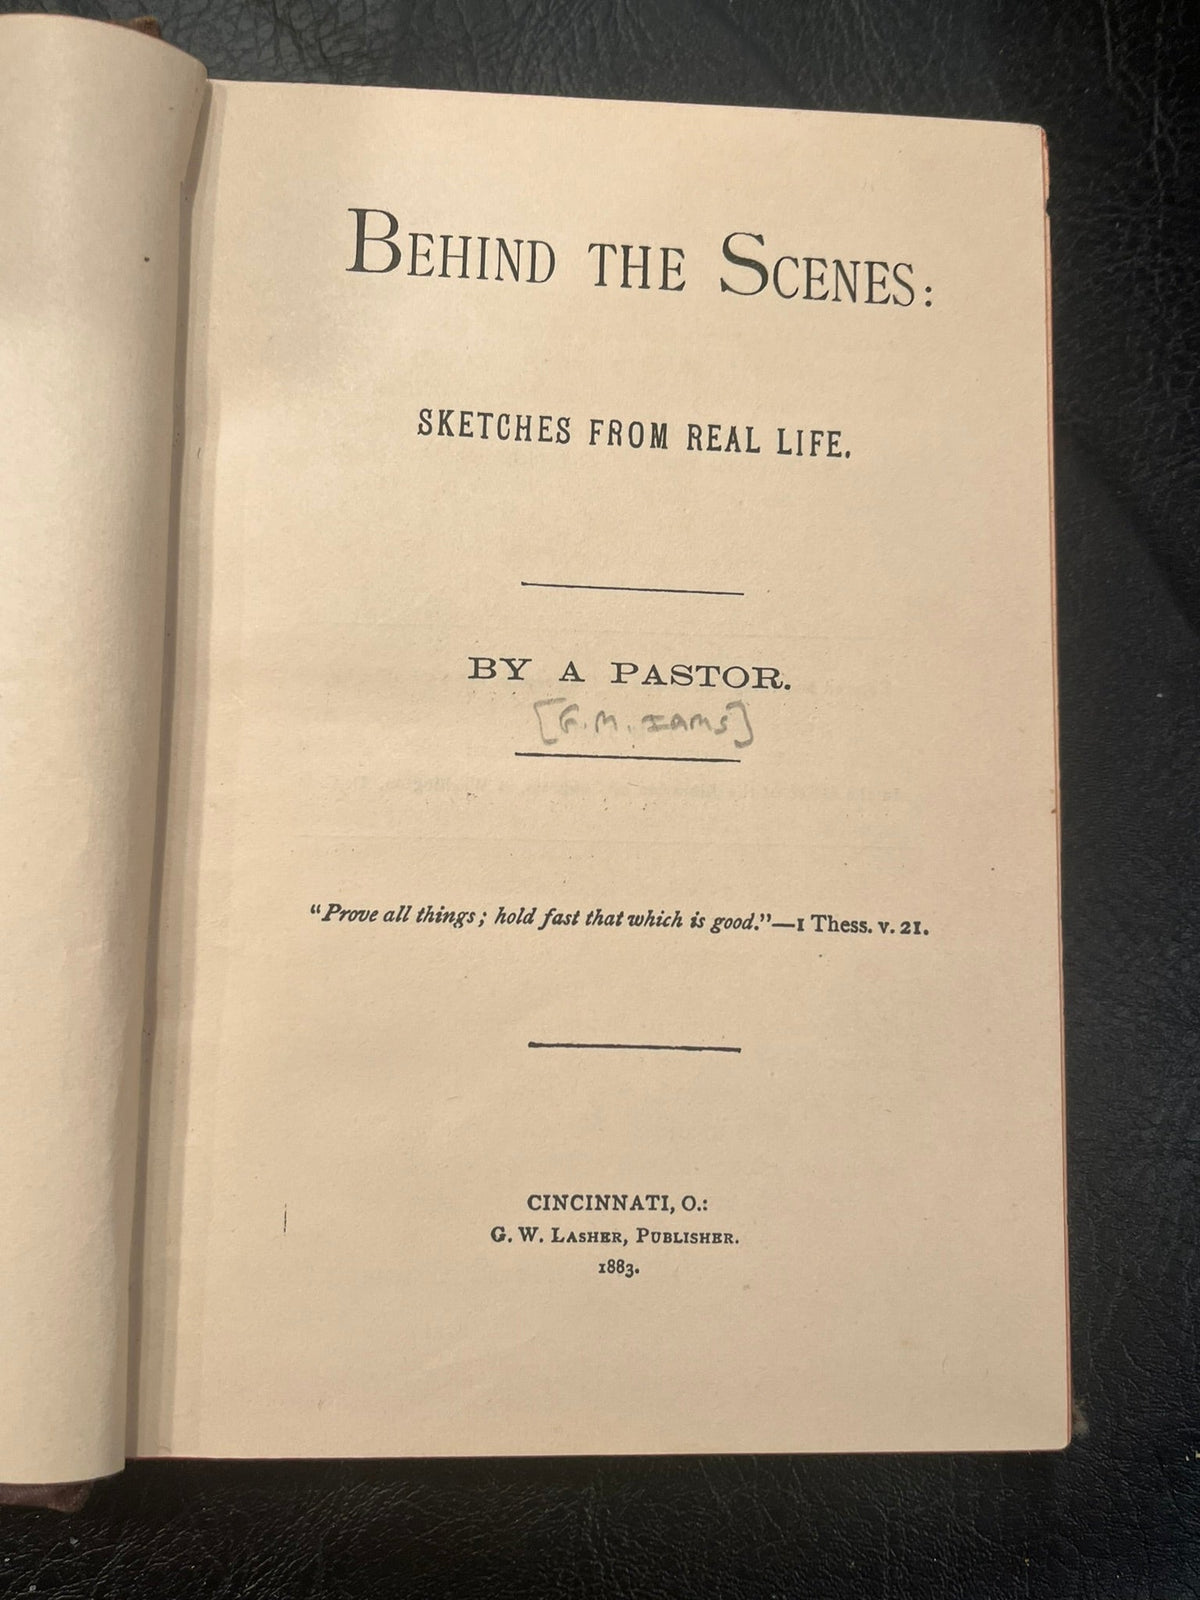 BEHIND THE SCENES:
SKETCHES FROM REAL LIFE.
BY A PASTOR.
[F. M. IAMS]
"Prove all things; hold fast that which is good."—1 Thess. v. 21.
CINCINNATI, O.:
G. W. LASHER, PUBLISHER.
1883.